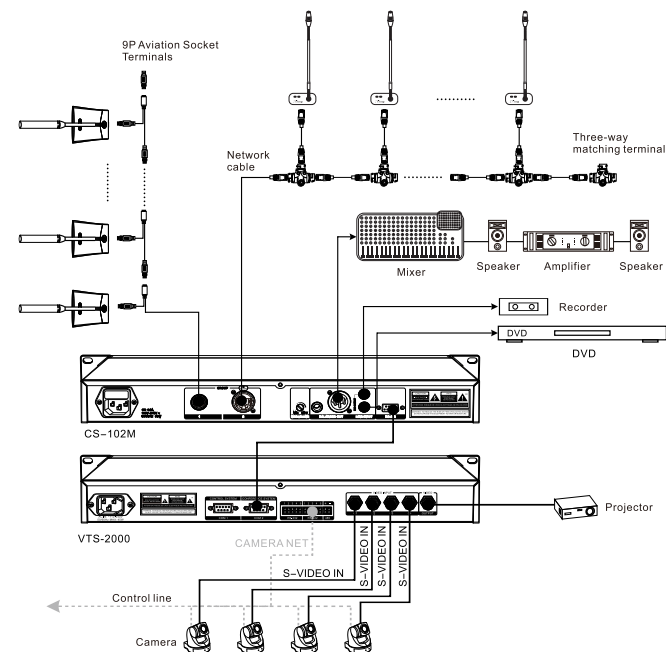 9P Aviation Socket
Terminals
Network
cable
Three-way
matching terminal
Mixer
Speaker
Amplifier
Speaker
Recorder
DVD
DVD
CS-102M
VTS-2000
Projector
CAMERA NET
S-VIDEO IN
S-VIDEO IN
S-VIDEO IN
S-VIDEO IN
Control line
Camera